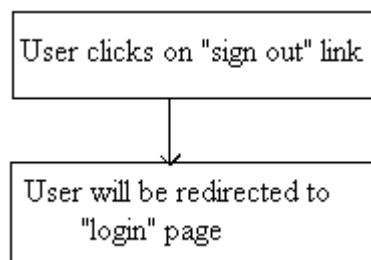 User clicks on "sign out" link
User will be redirected to
"login" page